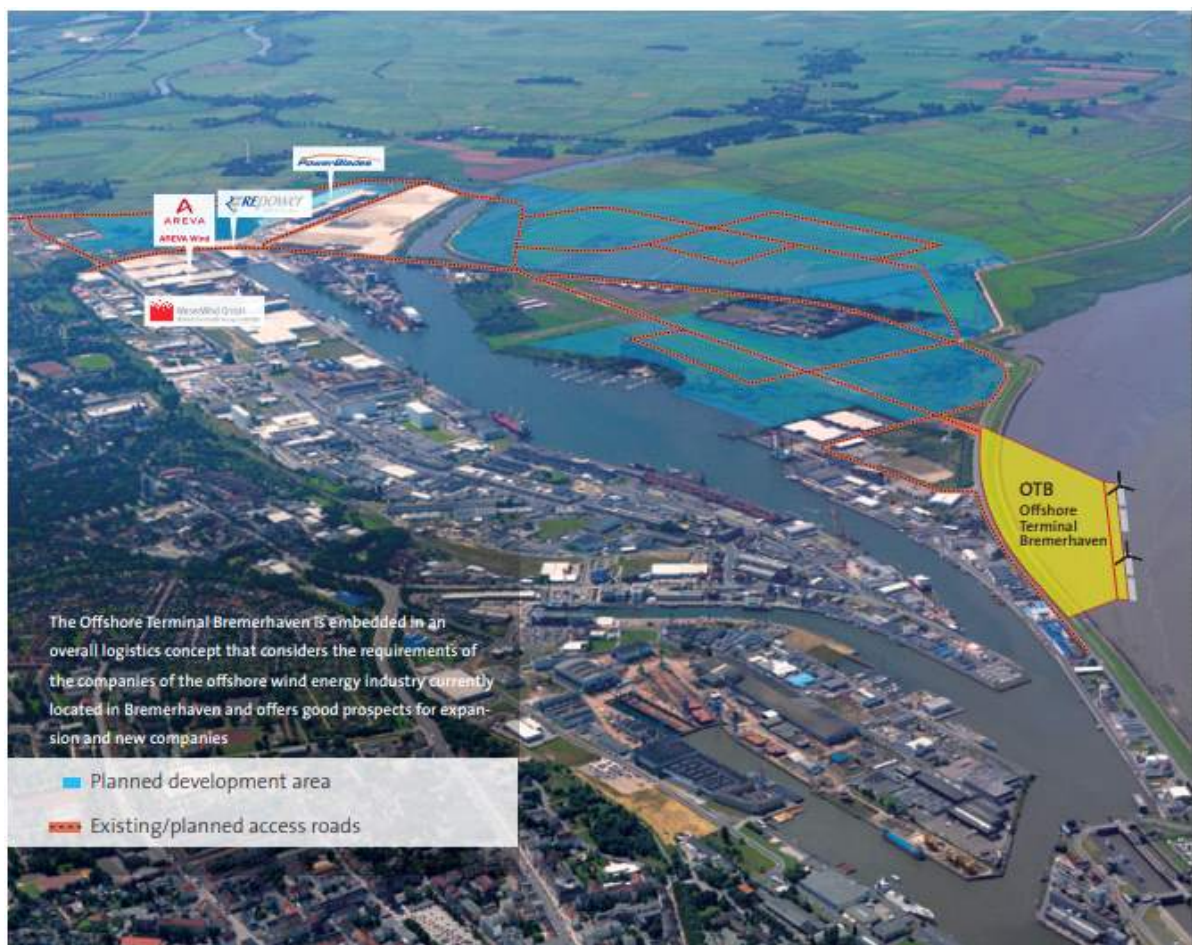 PowerBlades
REpower
AREVA
AREVA Wind
WeserWind GmbH
OTB
Offshore
Terminal
Bremerhaven
The Offshore Terminal Bremerhaven is embedded in an
overall logistics concept that considers the requirements of
the companies of the offshore wind energy industry currently
located in Bremerhaven and offers good prospects for expan-
sion and new companies
Planned development area
Existing/planned access roads